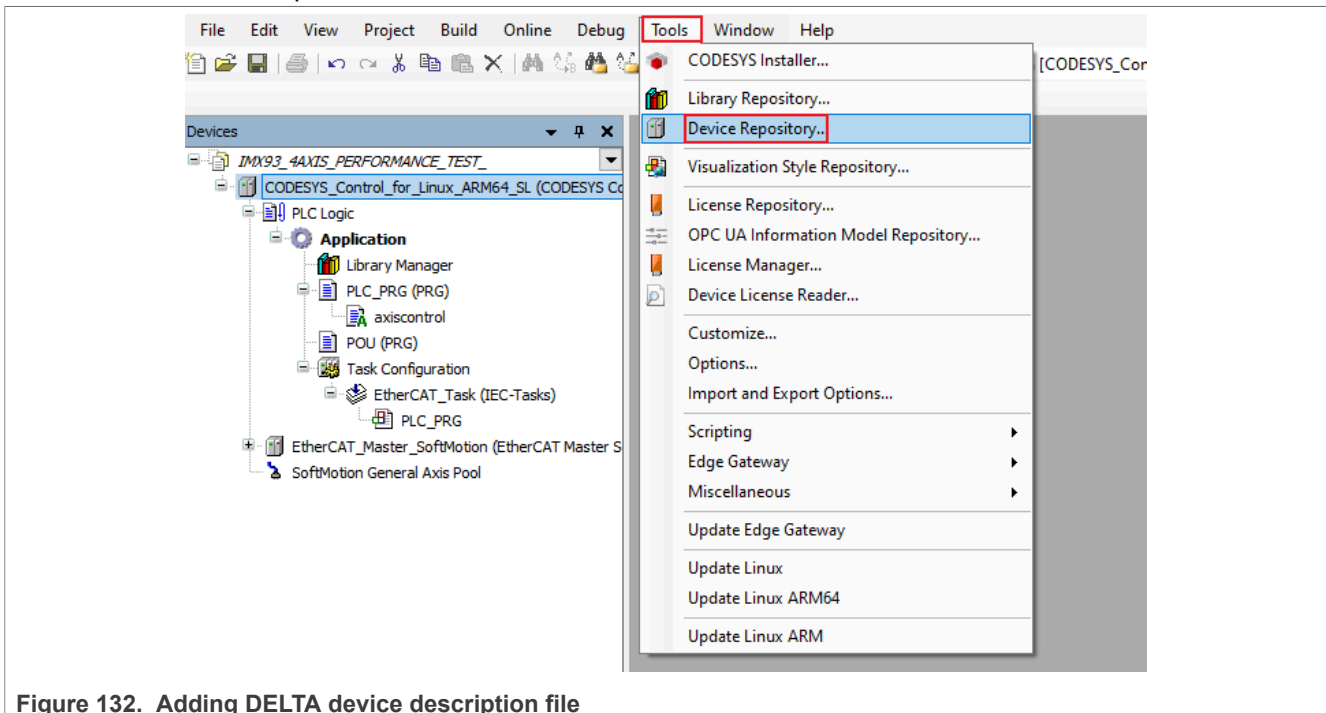 File Edit View Project Build Online Debug Tools Window Help
[CODESYS_Con
Devices
IMX93_4AXIS_PERFORMANCE_TEST_
CODESYS_Control_for_Linux_ARM64_SL (CODESYS Co
PLC Logic
Application
Library Manager
PLC_PRG (PRG)
axiscontrol
POU (PRG)
Task Configuration
EtherCAT_Task (IEC-Tasks)
PLC_PRG
EtherCAT_Master_SoftMotion (EtherCAT Master S
SoftMotion General Axis Pool
CODESYS Installer...
Library Repository...
Device Repository...
Visualization Style Repository...
License Repository...
OPC UA Information Model Repository...
License Manager...
Device License Reader...
Customize...
Options...
Import and Export Options...
Scripting
Edge Gateway
Miscellaneous
Update Edge Gateway
Update Linux
Update Linux ARM64
Update Linux ARM
Figure 132. Adding DELTA device description file